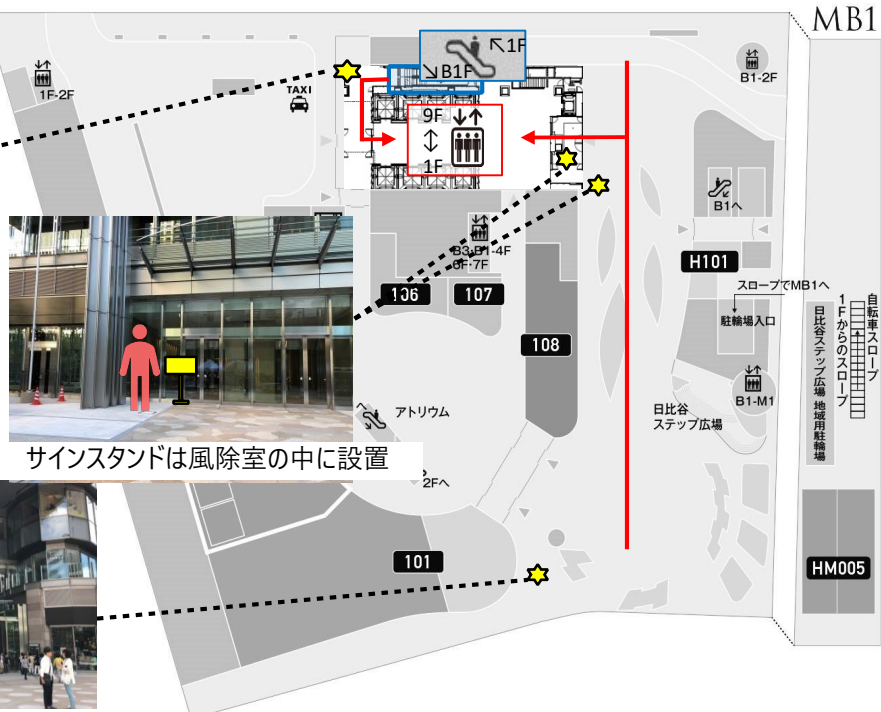 MB1
1F
B1F
1F-2F
TAXI
B1-2F
9F
1F
B1へ
B3·B1-4F
6F·7F
H101
スロープでMB1へ
106
107
駐輪場入口
108
自転車スロープ
1Fからのスロープ
日比谷ステップ広場 地域用駐輪場
B1-M1
アトリウム
日比谷
ステップ広場
サインスタンドは風除室の中に設置
2Fへ
101
HM005